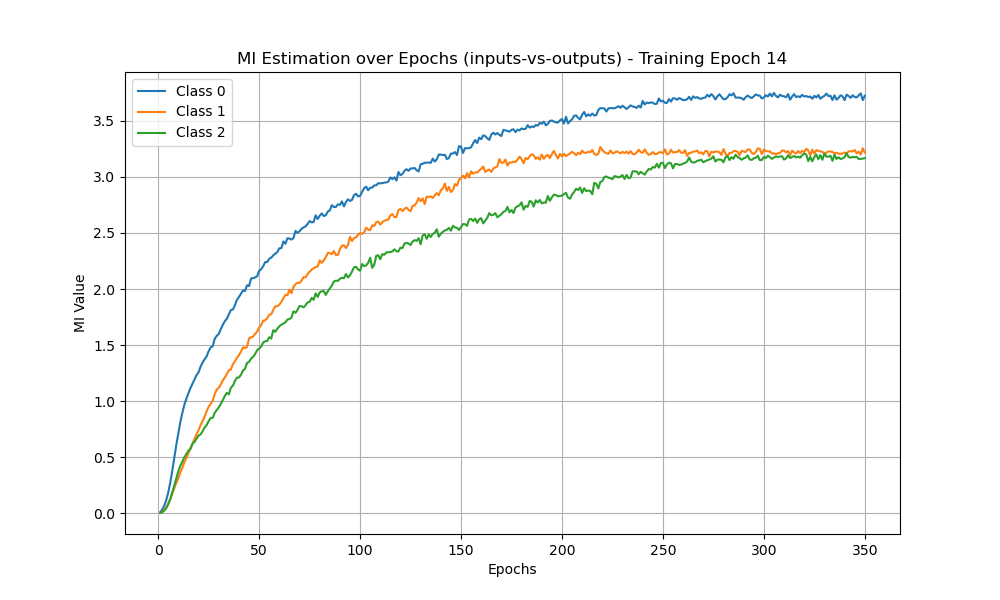 MI Estimation over Epochs (inputs-vs-outputs) - Training Epoch 14
Class 0
Class 1
Class 2
MI Value
3.5
3.0
2.5
2.0
1.5
1.0
0.5
0.0
0 50 100 150 200 250 300 350
Epochs